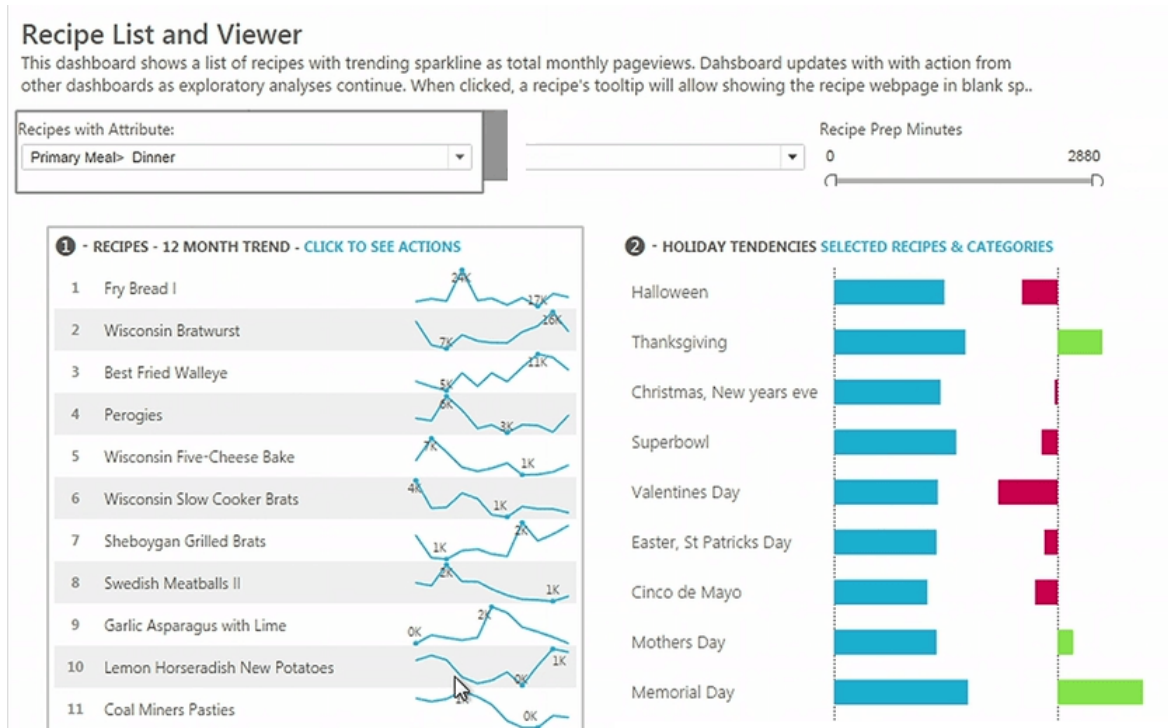 Recipe List and Viewer
This dashboard shows a list of recipes with trending sparkline as total monthly pageviews. Dahsboard updates with with action from
other dashboards as exploratory analyses continue. When clicked, a recipe's tooltip will allow showing the recipe webpage in blank sp..
Recipes with Attribute:
Primary Meal> Dinner
Recipe Prep Minutes
0 2880
1 - RECIPES - 12 MONTH TREND - CLICK TO SEE ACTIONS
1 Fry Bread I 24K 17K
2 Wisconsin Bratwurst 7K 16K
3 Best Fried Walleye 5K 11K
4 Perogies 6K 3K
5 Wisconsin Five-Cheese Bake 7K 1K
6 Wisconsin Slow Cooker Brats 4K 1K
7 Sheboygan Grilled Brats 1K 2K
8 Swedish Meatballs II 2K 1K
9 Garlic Asparagus with Lime 0K 2K
10 Lemon Horseradish New Potatoes 0K 1K
11 Coal Miners Pasties 1K 0K
2 - HOLIDAY TENDENCIES SELECTED RECIPES & CATEGORIES
Halloween
Thanksgiving
Christmas, New years eve
Superbowl
Valentines Day
Easter, St Patricks Day
Cinco de Mayo
Mothers Day
Memorial Day